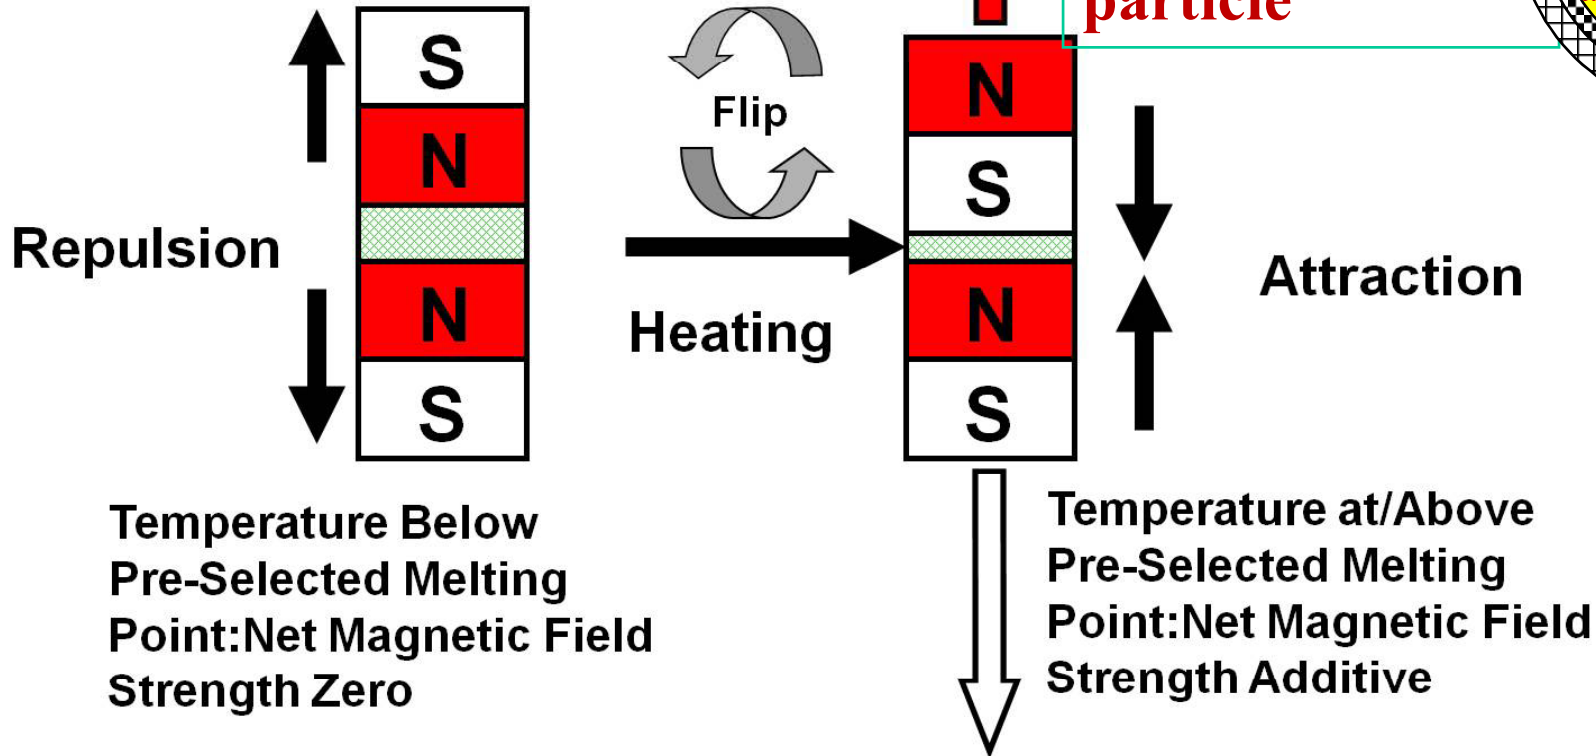 particle
S
N
N
S
Repulsion
Flip
Heating
N
S
N
S
Attraction
Temperature Below
Pre-Selected Melting
Point:Net Magnetic Field
Strength Zero
Temperature at/Above
Pre-Selected Melting
Point:Net Magnetic Field
Strength Additive